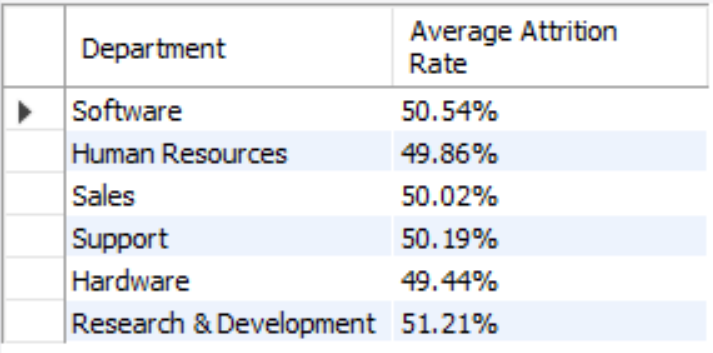 Department Average Attrition
Rate
Software 50.54%
Human Resources 49.86%
Sales 50.02%
Support 50.19%
Hardware 49.44%
Research & Development 51.21%